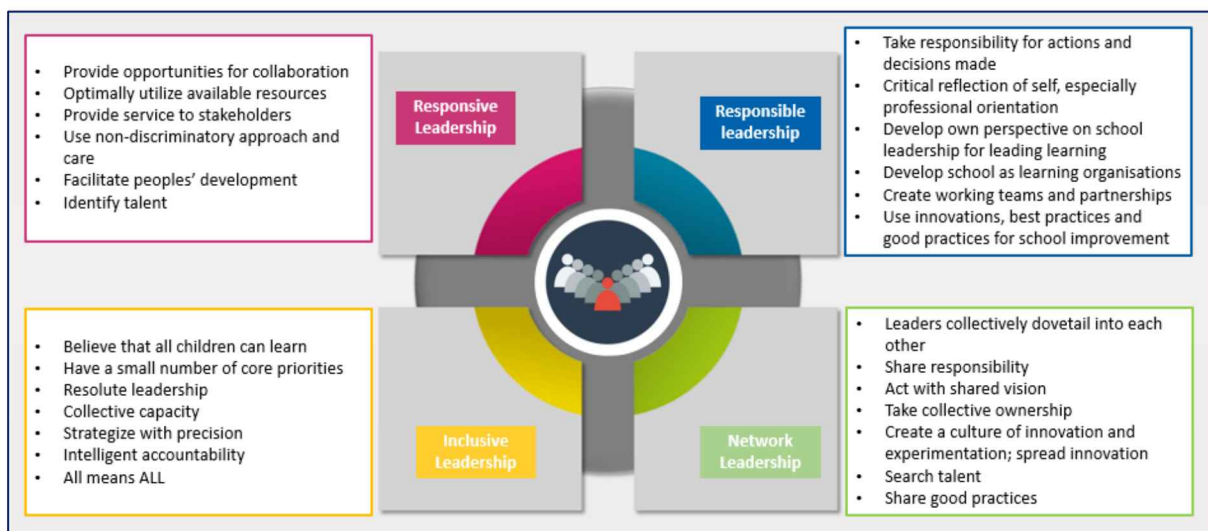 • Provide opportunities for collaboration
• Optimally utilize available resources
• Provide service to stakeholders
• Use non-discriminatory approach and
care
• Facilitate peoples’ development
• Identify talent
Responsive
Leadership
Responsible
leadership
• Take responsibility for actions and
decisions made
• Critical reflection of self, especially
professional orientation
• Develop own perspective on school
leadership for leading learning
• Develop school as learning organisations
• Create working teams and partnerships
• Use innovations, best practices and
good practices for school improvement
• Believe that all children can learn
• Have a small number of core priorities
• Resolute leadership
• Collective capacity
• Strategize with precision
• Intelligent accountability
• All means ALL
Inclusive
Leadership
Network
Leadership
• Leaders collectively dovetail into each
other
• Share responsibility
• Act with shared vision
• Take collective ownership
• Create a culture of innovation and
experimentation; spread innovation
• Search talent
• Share good practices